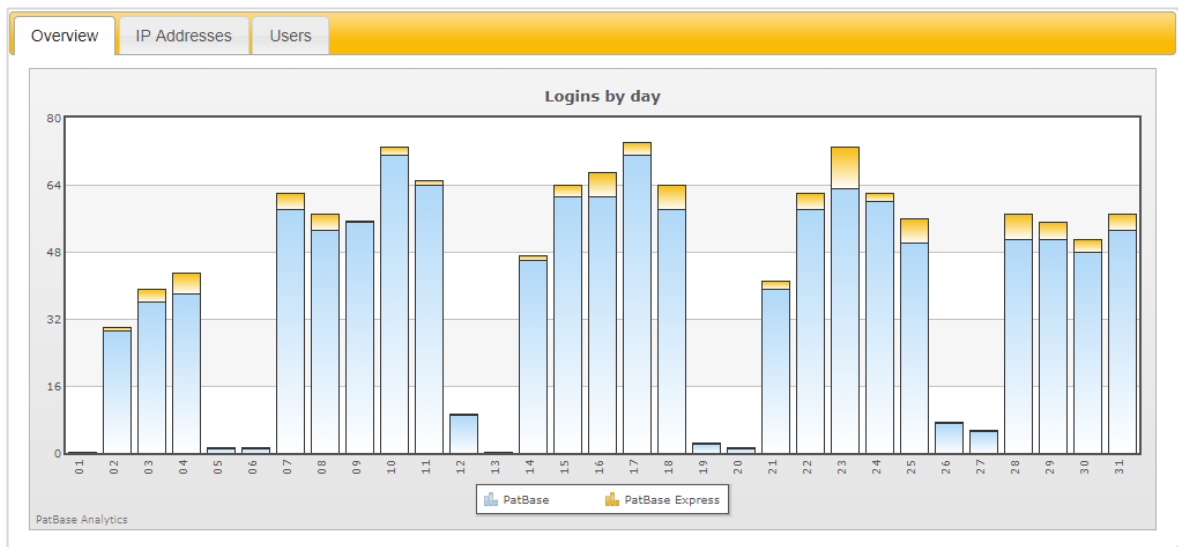 Overview IP Addresses Users
Logins by day
80
64
48
32
16
0
01 02 03 04 05 06 07 08 09 10 11 12 13 14 15 16 17 18 19 20 21 22 23 24 25 26 27 28 29 30 31
PatBase PatBase Express
PatBase Analytics